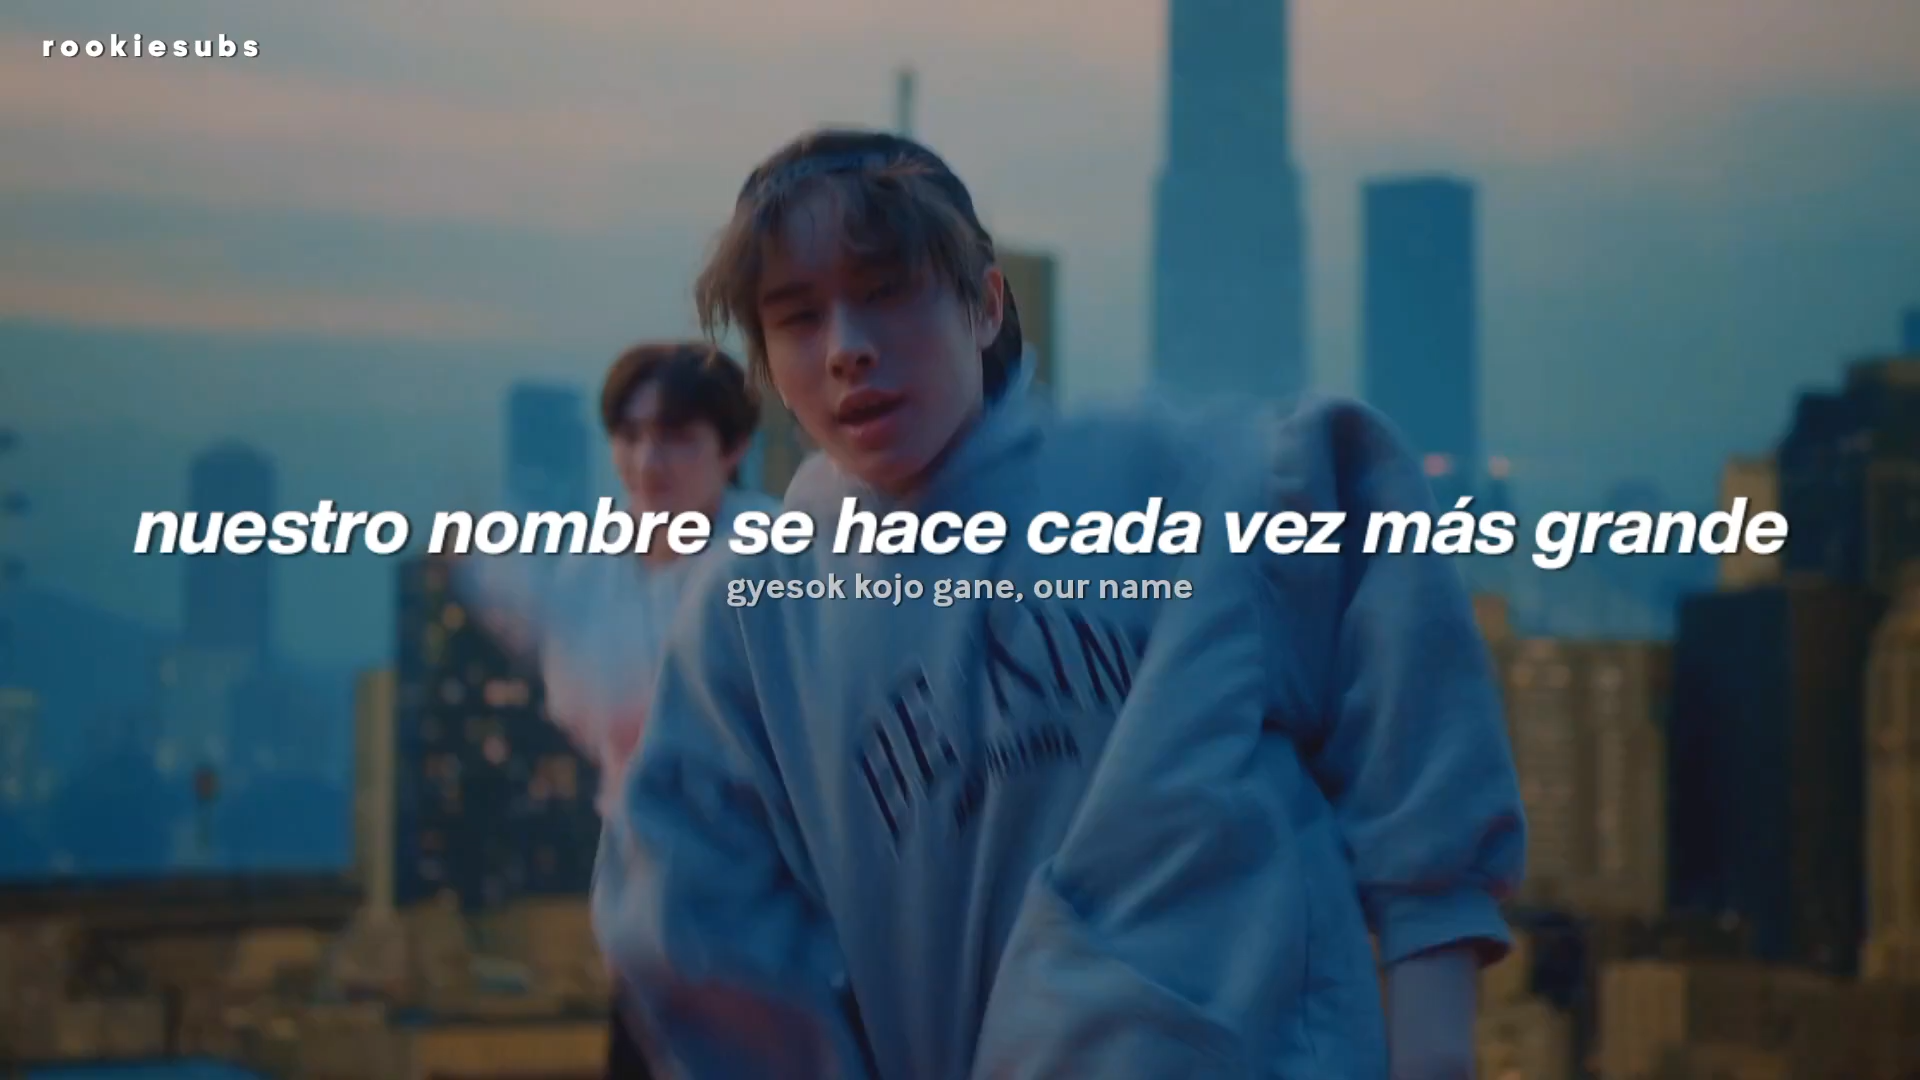 rookiesubs
nuestro nombre se hace cada vez más grande
gyesok kojo gane, our name